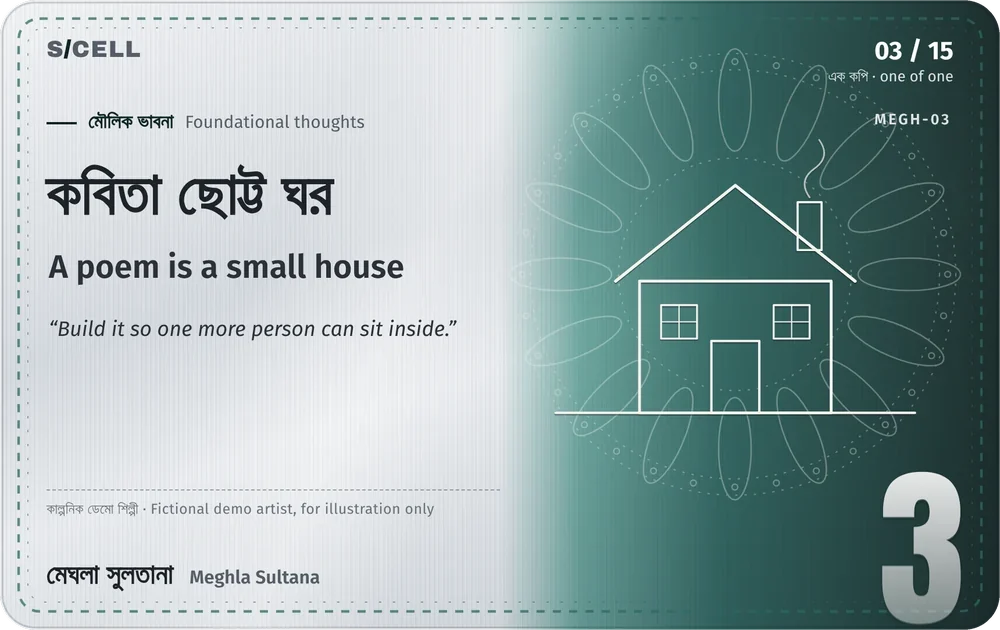 S/CELL
03 / 15
এক কপি · one of one
MEGH-03
মৌলিক ভাবনা Foundational thoughts
কবিতা ছোট্ট ঘর
A poem is a small house
“Build it so one more person can sit inside.”
কাল্পনিক ডেমো শিল্পী · Fictional demo artist, for illustration only
মেঘলা সুলতানা Meghla Sultana
3